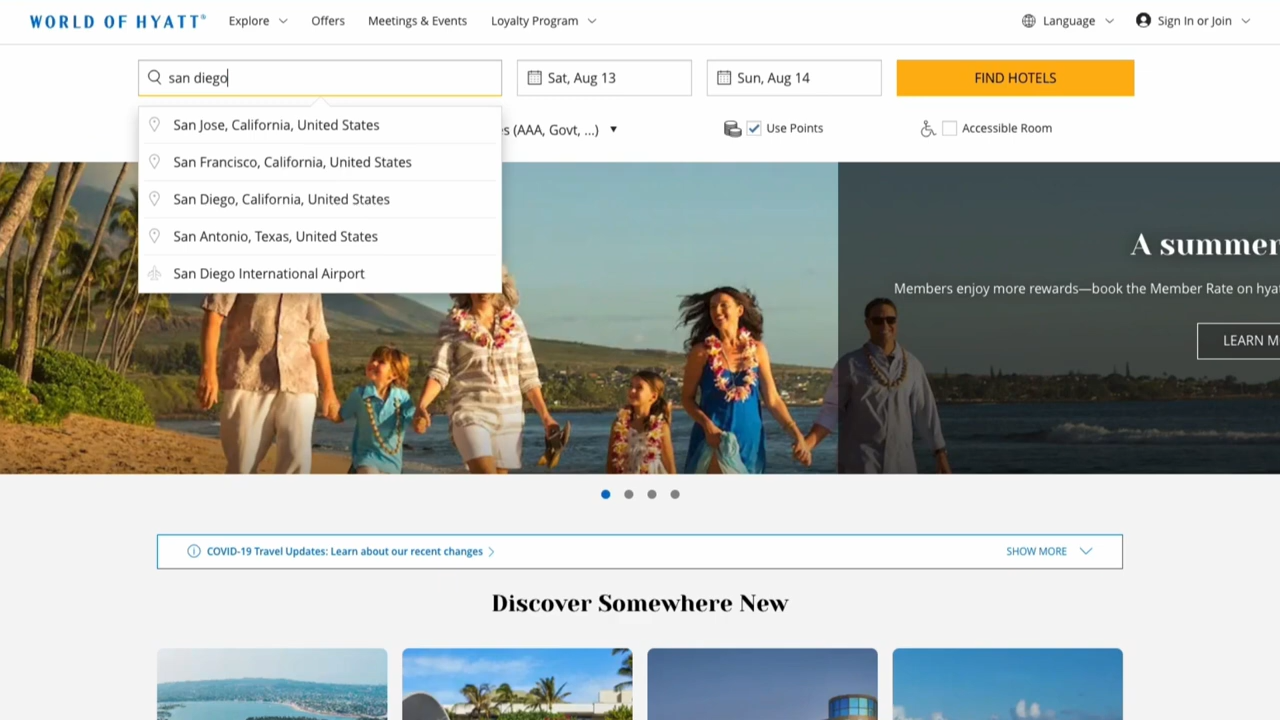 WORLD OF HYATT® Explore Offers Meetings & Events Loyalty Program Language Sign In or Join
san diego Sat, Aug 13 Sun, Aug 14 FIND HOTELS
San Jose, California, United States
s (AAA, Govt, ...) Use Points Accessible Room
San Francisco, California, United States
San Diego, California, United States
San Antonio, Texas, United States
San Diego International Airport
A summer
Members enjoy more rewards—book the Member Rate on hyat
LEARN M
COVID-19 Travel Updates: Learn about our recent changes SHOW MORE
Discover Somewhere New